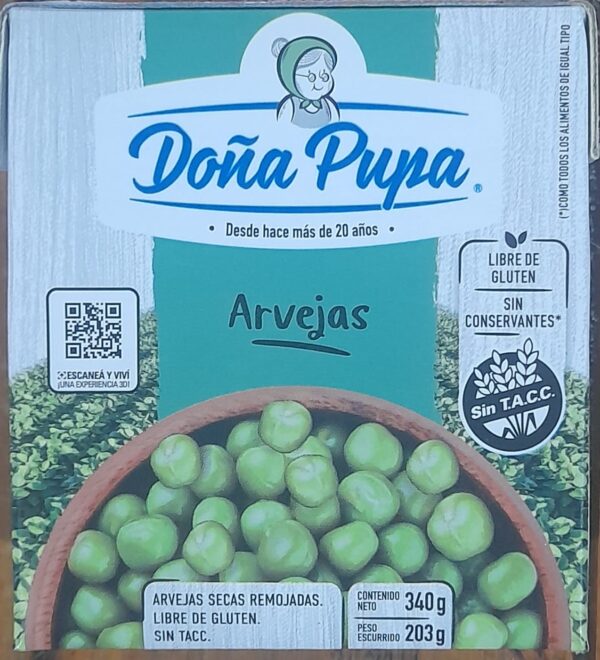 Doña Pupa®
• Desde hace más de 20 años •
(*)COMO TODOS LOS ALIMENTOS DE IGUAL TIPO
LIBRE DE
GLUTEN
SIN
CONSERVANTES*
Sin T.A.C.C.
Arvejas
ESCANEÁ Y VIVÍ
¡UNA EXPERIENCIA 3D!
ARVEJAS SECAS REMOJADAS.
LIBRE DE GLUTEN.
SIN TACC.
CONTENIDO
NETO 340g
PESO
ESCURRIDO 203g